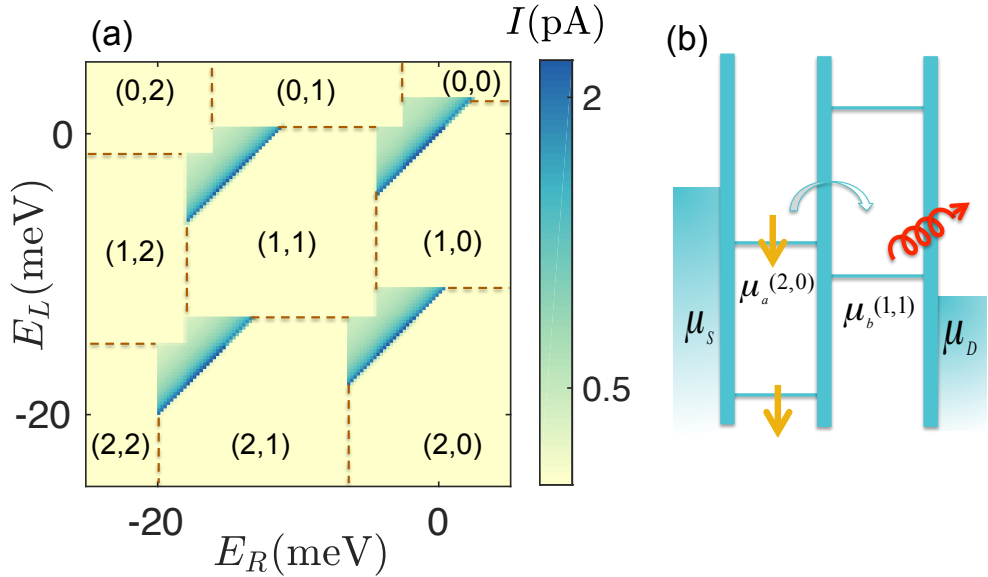 (a)
I(pA)
(b)
(0,2)
(0,1)
(0,0)
2
0
(1,2)
(1,1)
(1,0)
E_L(meV)
μ_S
μ_a^(2,0)
μ_b^(1,1)
μ_D
0.5
-20
(2,2)
(2,1)
(2,0)
-20
0
E_R(meV)